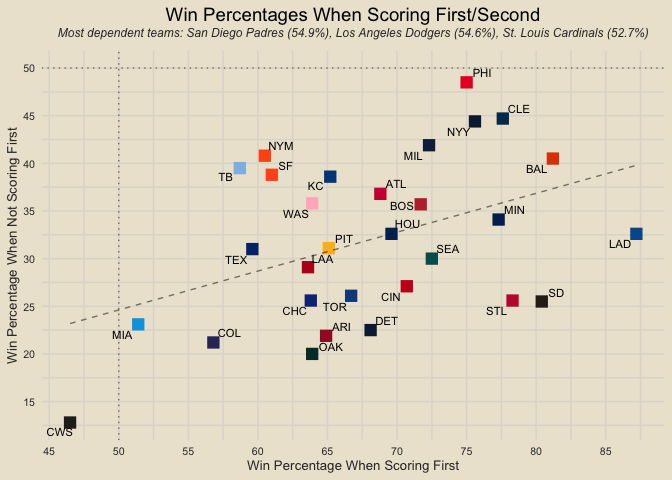 Win Percentages When Scoring First/Second
Most dependent teams: San Diego Padres (54.9%), Los Angeles Dodgers (54.6%), St. Louis Cardinals (52.7%)
Win Percentage When Not Scoring First
50
45
40
35
30
25
20
15
PHI
CLE
NYY
MIL
NYM
SF
TB
BAL
KC
ATL
WAS
BOS
MIN
HOU
PIT
LAD
TEX
SEA
LAA
CIN
SD
CHC
TOR
STL
MIA
DET
ARI
COL
OAK
CWS
45
50
55
60
65
70
75
80
85
Win Percentage When Scoring First